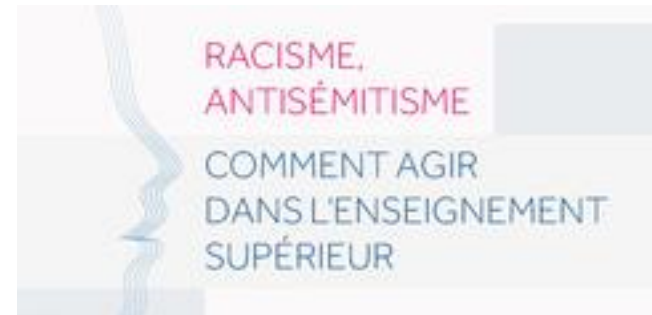 RACISME,
ANTISÉMITISME
COMMENT AGIR
DANS L'ENSEIGNEMENT
SUPÉRIEUR